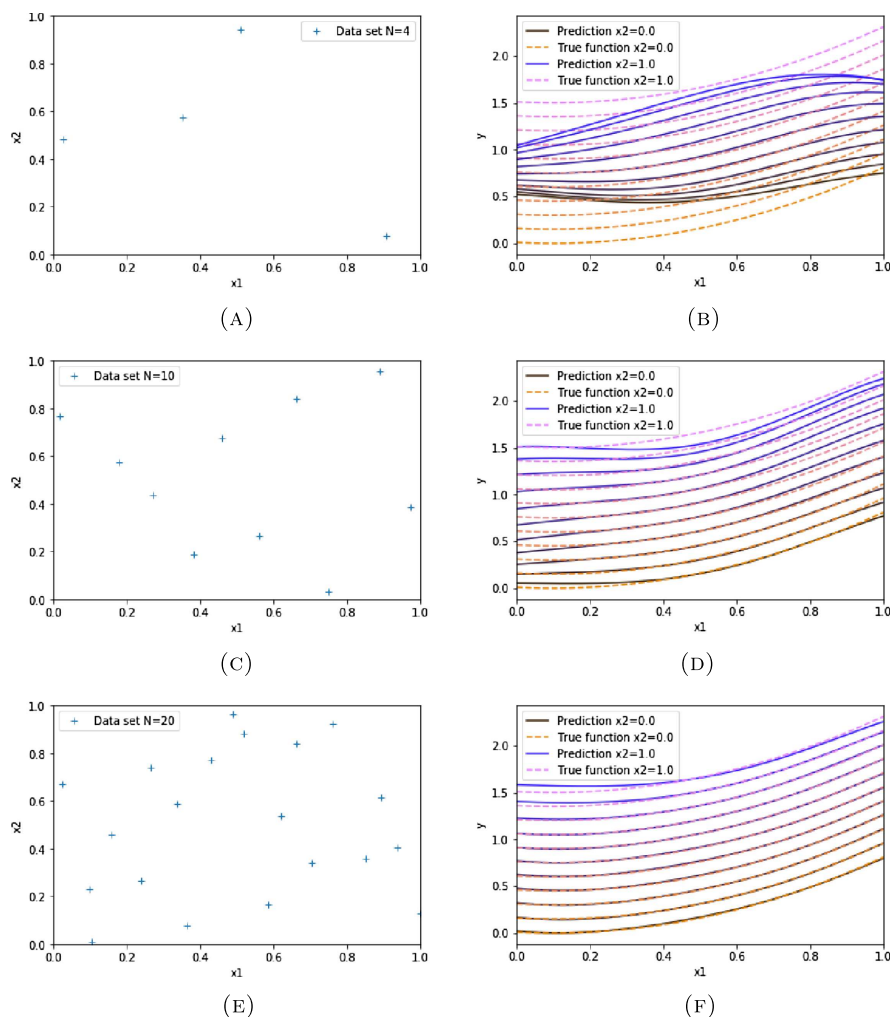 Data set N=4
1.0
0.8
0.6
0.4
0.2
0.0
x2
0.0 0.2 0.4 0.6 0.8 1.0
x1
(A)
Prediction x2=0.0
True function x2=0.0
Prediction x2=1.0
True function x2=1.0
2.0
1.5
1.0
0.5
0.0
y
0.0 0.2 0.4 0.6 0.8 1.0
x1
(B)
Data set N=10
1.0
0.8
0.6
0.4
0.2
0.0
x2
0.0 0.2 0.4 0.6 0.8 1.0
x1
(C)
Prediction x2=0.0
True function x2=0.0
Prediction x2=1.0
True function x2=1.0
2.0
1.5
1.0
0.5
0.0
y
0.0 0.2 0.4 0.6 0.8 1.0
x1
(D)
Data set N=20
1.0
0.8
0.6
0.4
0.2
0.0
x2
0.0 0.2 0.4 0.6 0.8 1.0
x1
(E)
Prediction x2=0.0
True function x2=0.0
Prediction x2=1.0
True function x2=1.0
2.0
1.5
1.0
0.5
0.0
y
0.0 0.2 0.4 0.6 0.8 1.0
x1
(F)